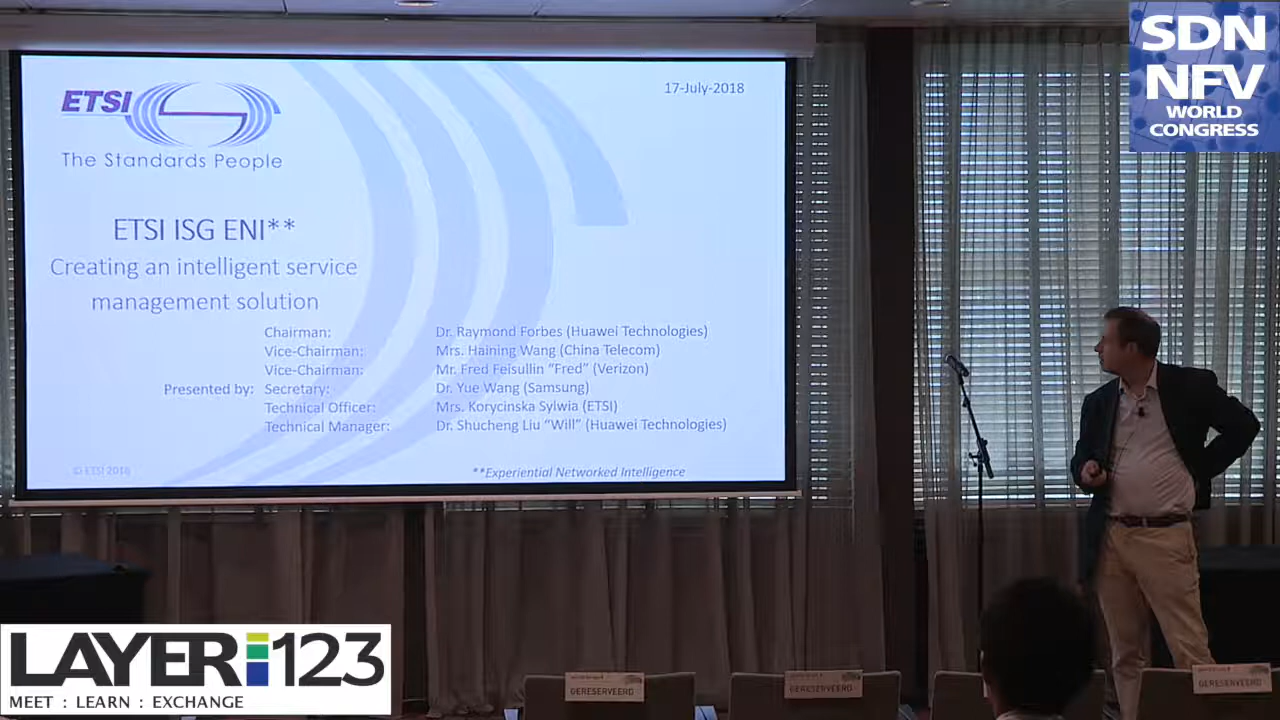 SDN
NFV
WORLD
CONGRESS
17-July-2018
ETSI
The Standards People
ETSI ISG ENI**
Creating an intelligent service
management solution
Chairman: Dr. Raymond Forbes (Huawei Technologies)
Vice-Chairman: Mrs. Haining Wang (China Telecom)
Vice-Chairman: Mr. Fred Feisullin “Fred” (Verizon)
Presented by: Secretary: Dr. Yue Wang (Samsung)
Technical Officer: Mrs. Korycinska Sylwia (ETSI)
Technical Manager: Dr. Shucheng Liu “Will” (Huawei Technologies)
© ETSI 2018
**Experiential Networked Intelligence
LAYER 123
MEET : LEARN : EXCHANGE
GERESERVEERD
GERESERVEERD
GERESERVEERD